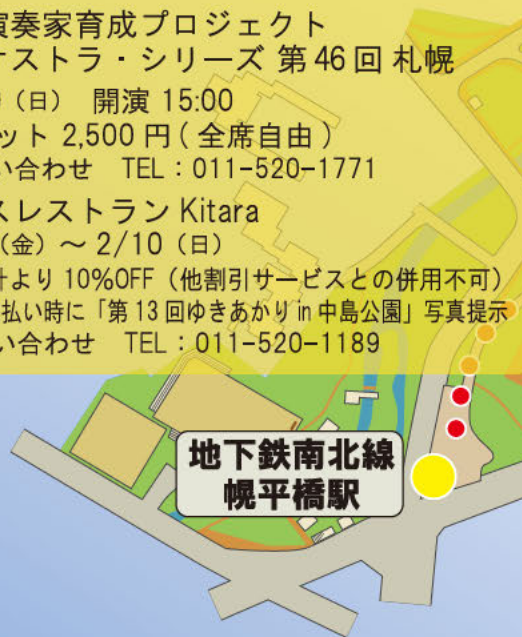 演奏家育成プロジェクト
ケストラ・シリーズ 第46回 札幌
(日) 開演 15:00
ット 2,500円(全席自由)
い合わせ TEL:011-520-1771
スレストラン Kitara
(金)~2/10(日)
計より10%OFF(他割引サービスとの併用不可)
払い時に「第13回ゆきあかり in 中島公園」写真提示
い合わせ TEL:011-520-1189
地下鉄南北線
幌平橋駅